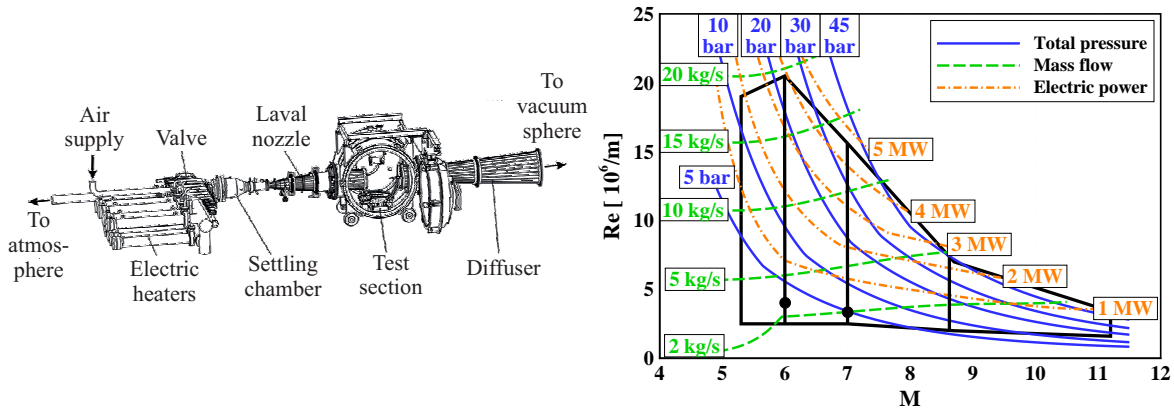 Air
supply
Valve
Laval
nozzle
To
vacuum
sphere
To
atmos-
phere
Electric
heaters
Settling
chamber
Test
section
Diffuser
Re [ 10⁶/m]
25
20
15
10
5
0
4
5
6
7
8
9
10
11
12
M
10
bar
20
bar
30
bar
45
bar
5 bar
20 kg/s
15 kg/s
10 kg/s
5 kg/s
2 kg/s
5 MW
4 MW
3 MW
2 MW
1 MW
Total pressure
Mass flow
Electric power